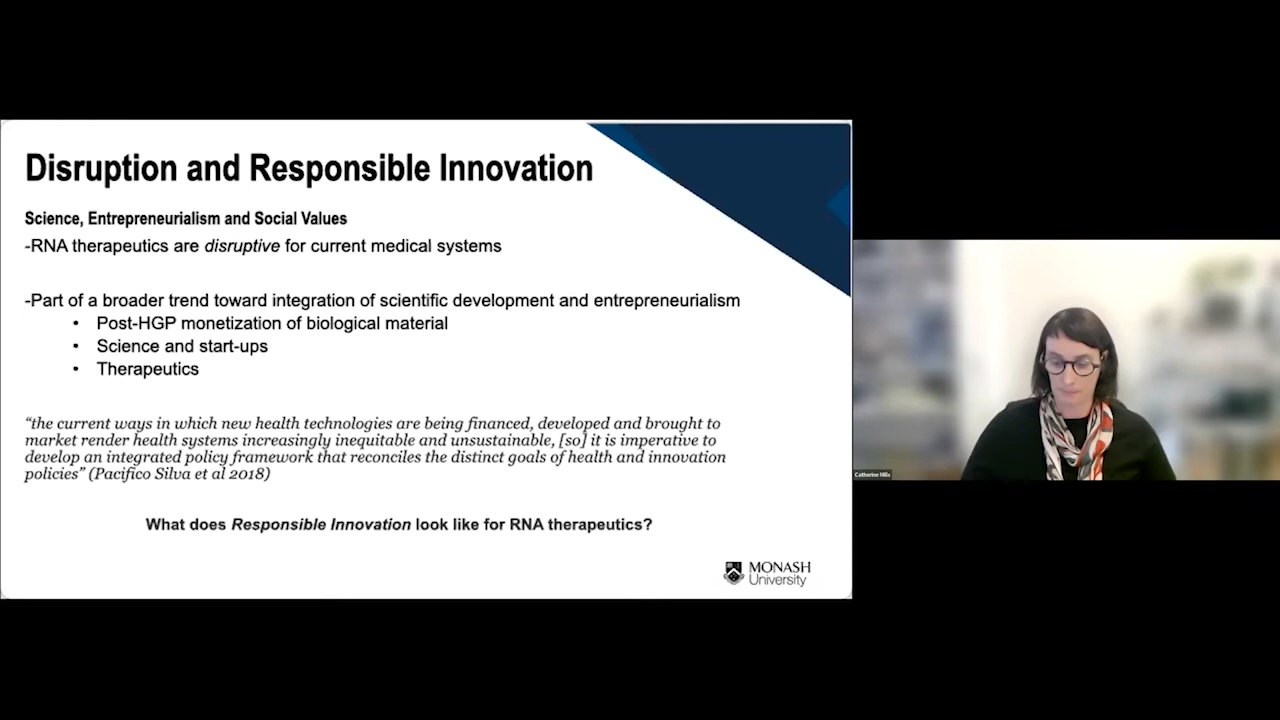 Disruption and Responsible Innovation
Science, Entrepreneurialism and Social Values
-RNA therapeutics are disruptive for current medical systems
-Part of a broader trend toward integration of scientific development and entrepreneurialism
• Post-HGP monetization of biological material
• Science and start-ups
• Therapeutics
“the current ways in which new health technologies are being financed, developed and brought to
market render health systems increasingly inequitable and unsustainable, [so] it is imperative to
develop an integrated policy framework that reconciles the distinct goals of health and innovation
policies” (Pacifico Silva et al 2018)
What does Responsible Innovation look like for RNA therapeutics?
MONASH
University
Catherine Mills